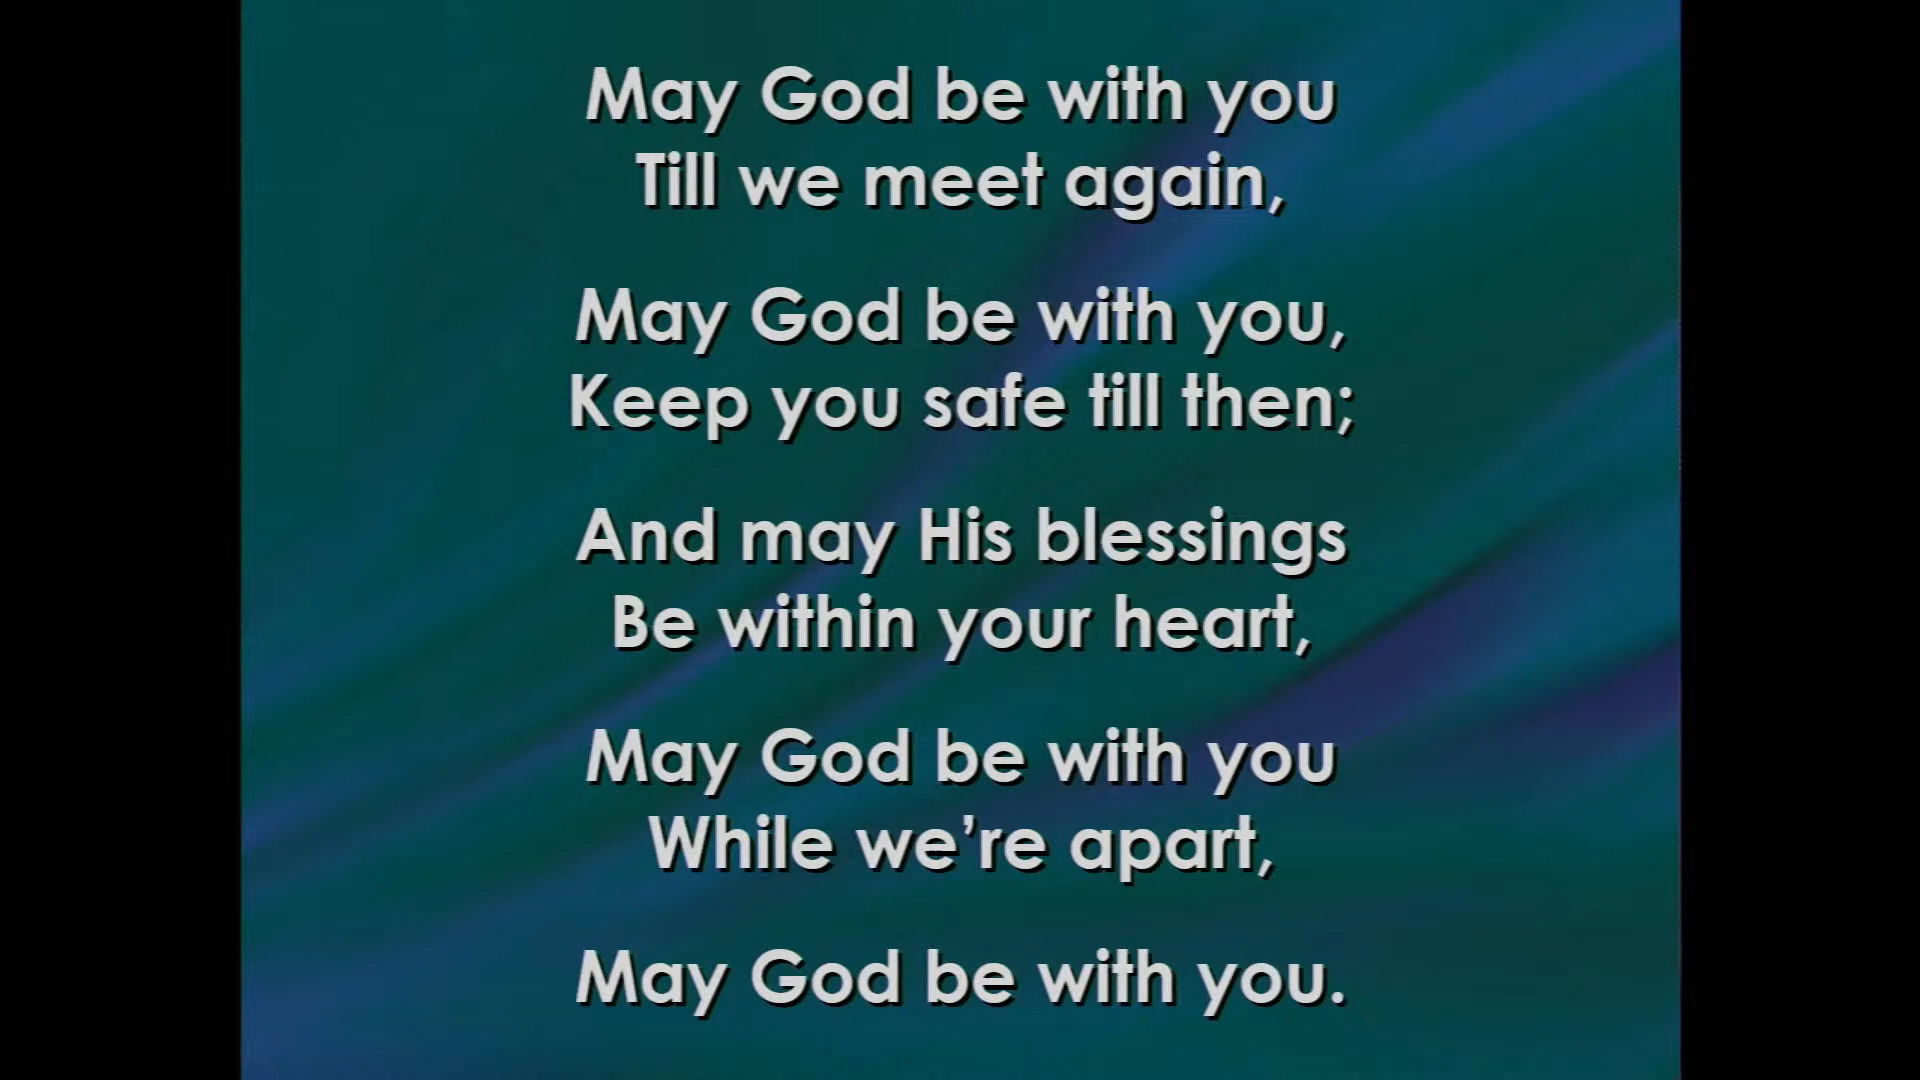 May God be with you
Till we meet again,
May God be with you,
Keep you safe till then;
And may His blessings
Be within your heart,
May God be with you
While we’re apart,
May God be with you.